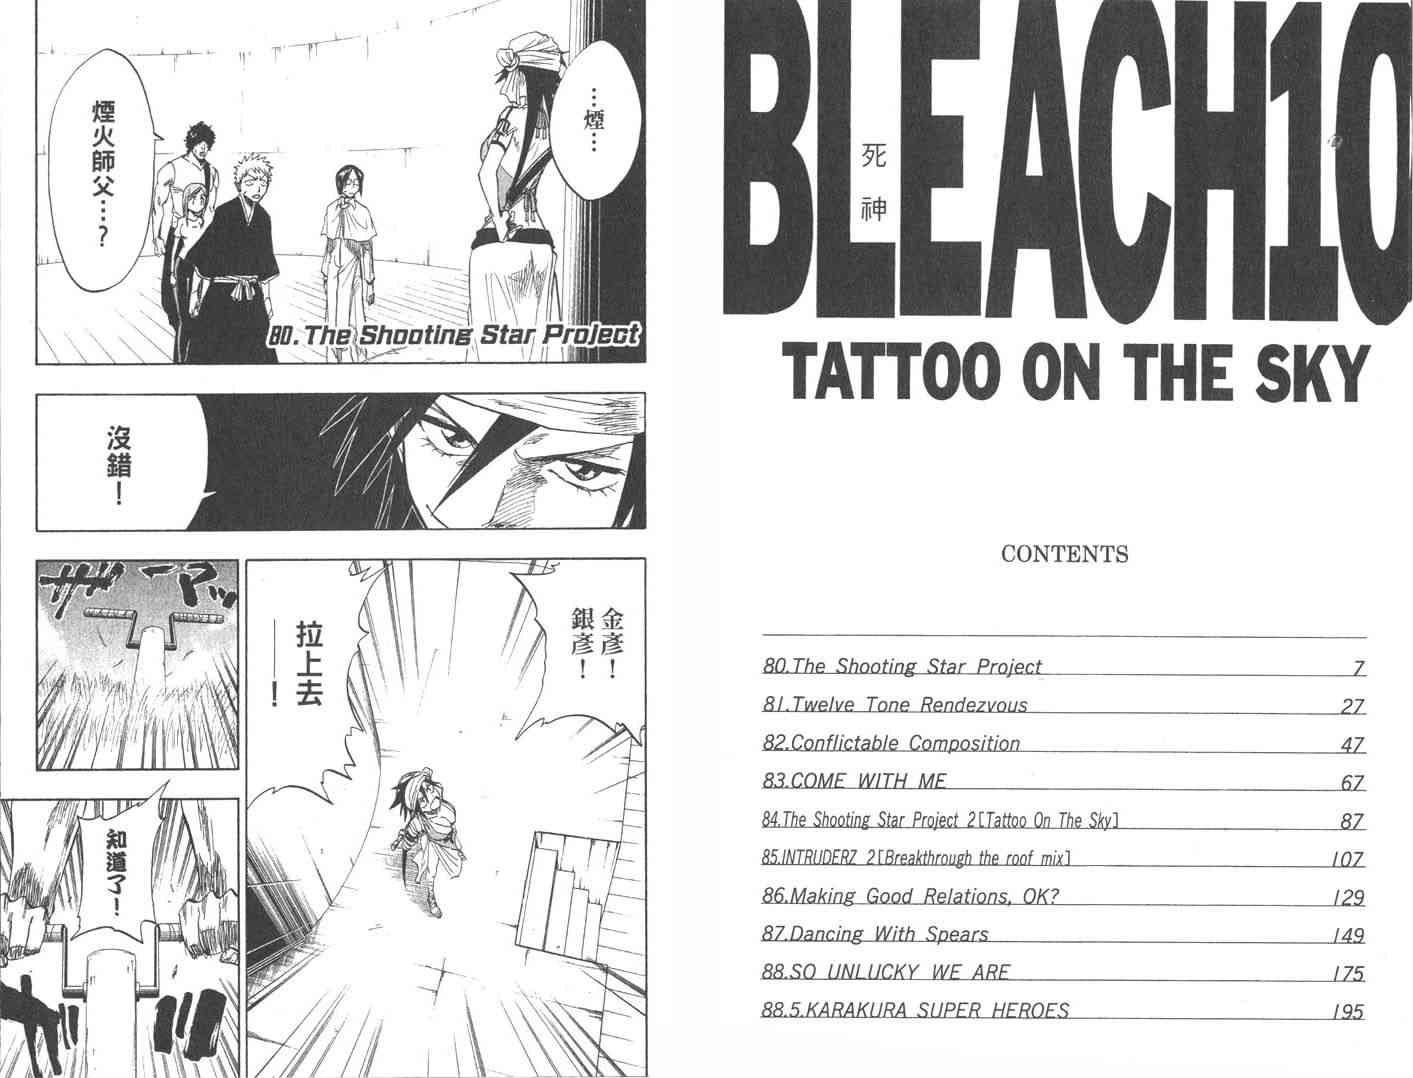 BLEACH10
死神
TATTOO ON THE SKY
CONTENTS
80.The Shooting Star Project 7
81.Twelve Tone Rendezvous 27
82.Conflictable Composition 47
83.COME WITH ME 67
84.The Shooting Star Project 2[Tattoo On The Sky] 87
85.INTRUDERZ 2[Breakthrough the roof mix] 107
86.Making Good Relations, OK? 129
87.Dancing With Spears 149
88.SO UNLUCKY WE ARE 175
88.5.KARAKURA SUPER HEROES 195
…煙…
煙火師父…?
80.The Shooting Star Project
沒錯！
金彥！
銀彥！
拉上去
——！
知道了！